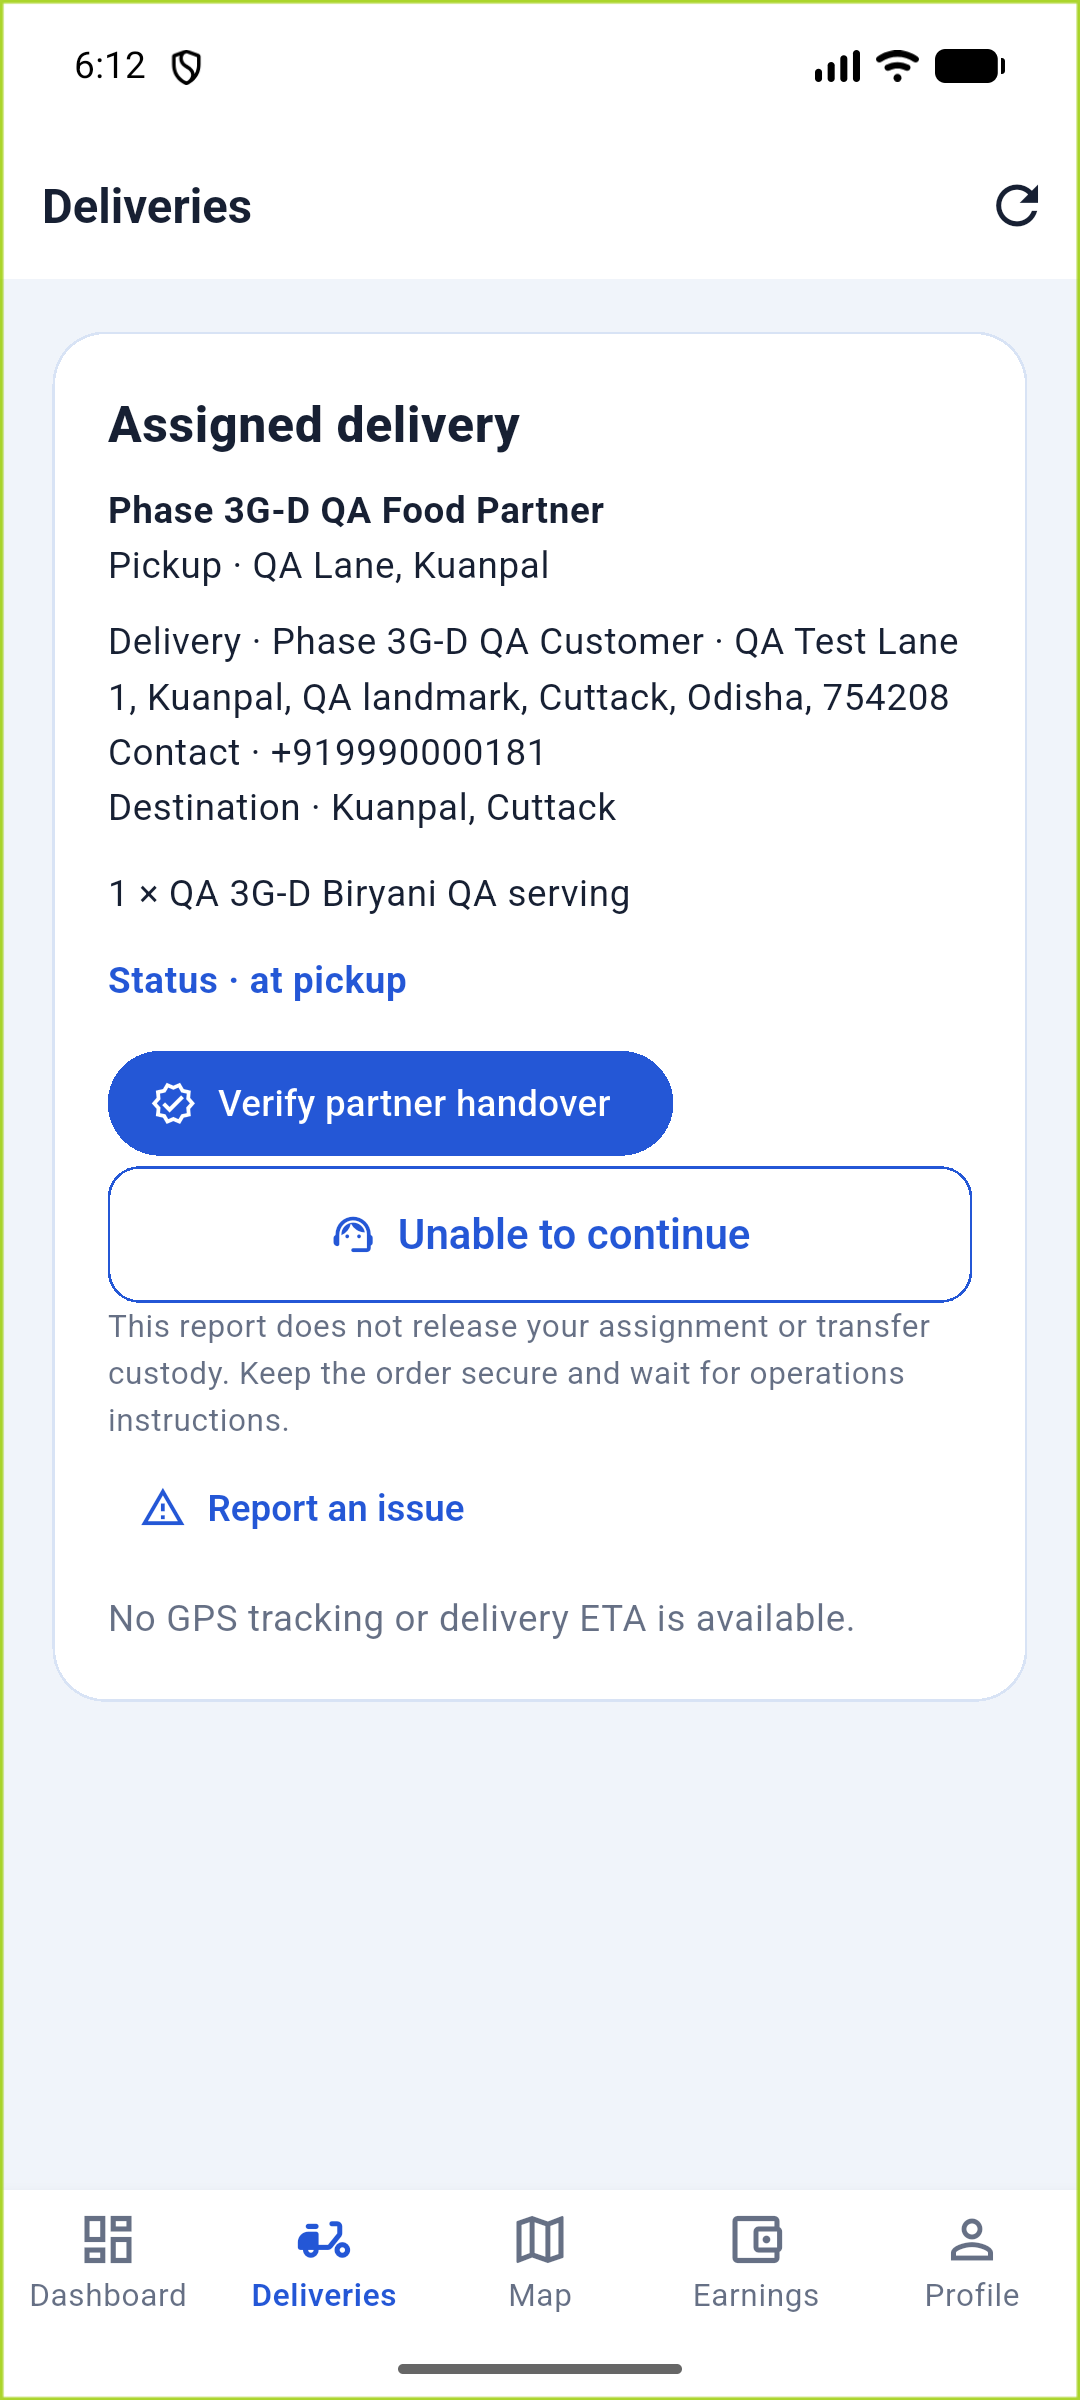 6:12
Deliveries
Assigned delivery
Phase 3G-D QA Food Partner
Pickup · QA Lane, Kuanpal
Delivery · Phase 3G-D QA Customer · QA Test Lane
1, Kuanpal, QA landmark, Cuttack, Odisha, 754208
Contact · +919990000181
Destination · Kuanpal, Cuttack
1 × QA 3G-D Biryani QA serving
Status · at pickup
Verify partner handover
Unable to continue
This report does not release your assignment or transfer
custody. Keep the order secure and wait for operations
instructions.
Report an issue
No GPS tracking or delivery ETA is available.
Dashboard
Deliveries
Map
Earnings
Profile